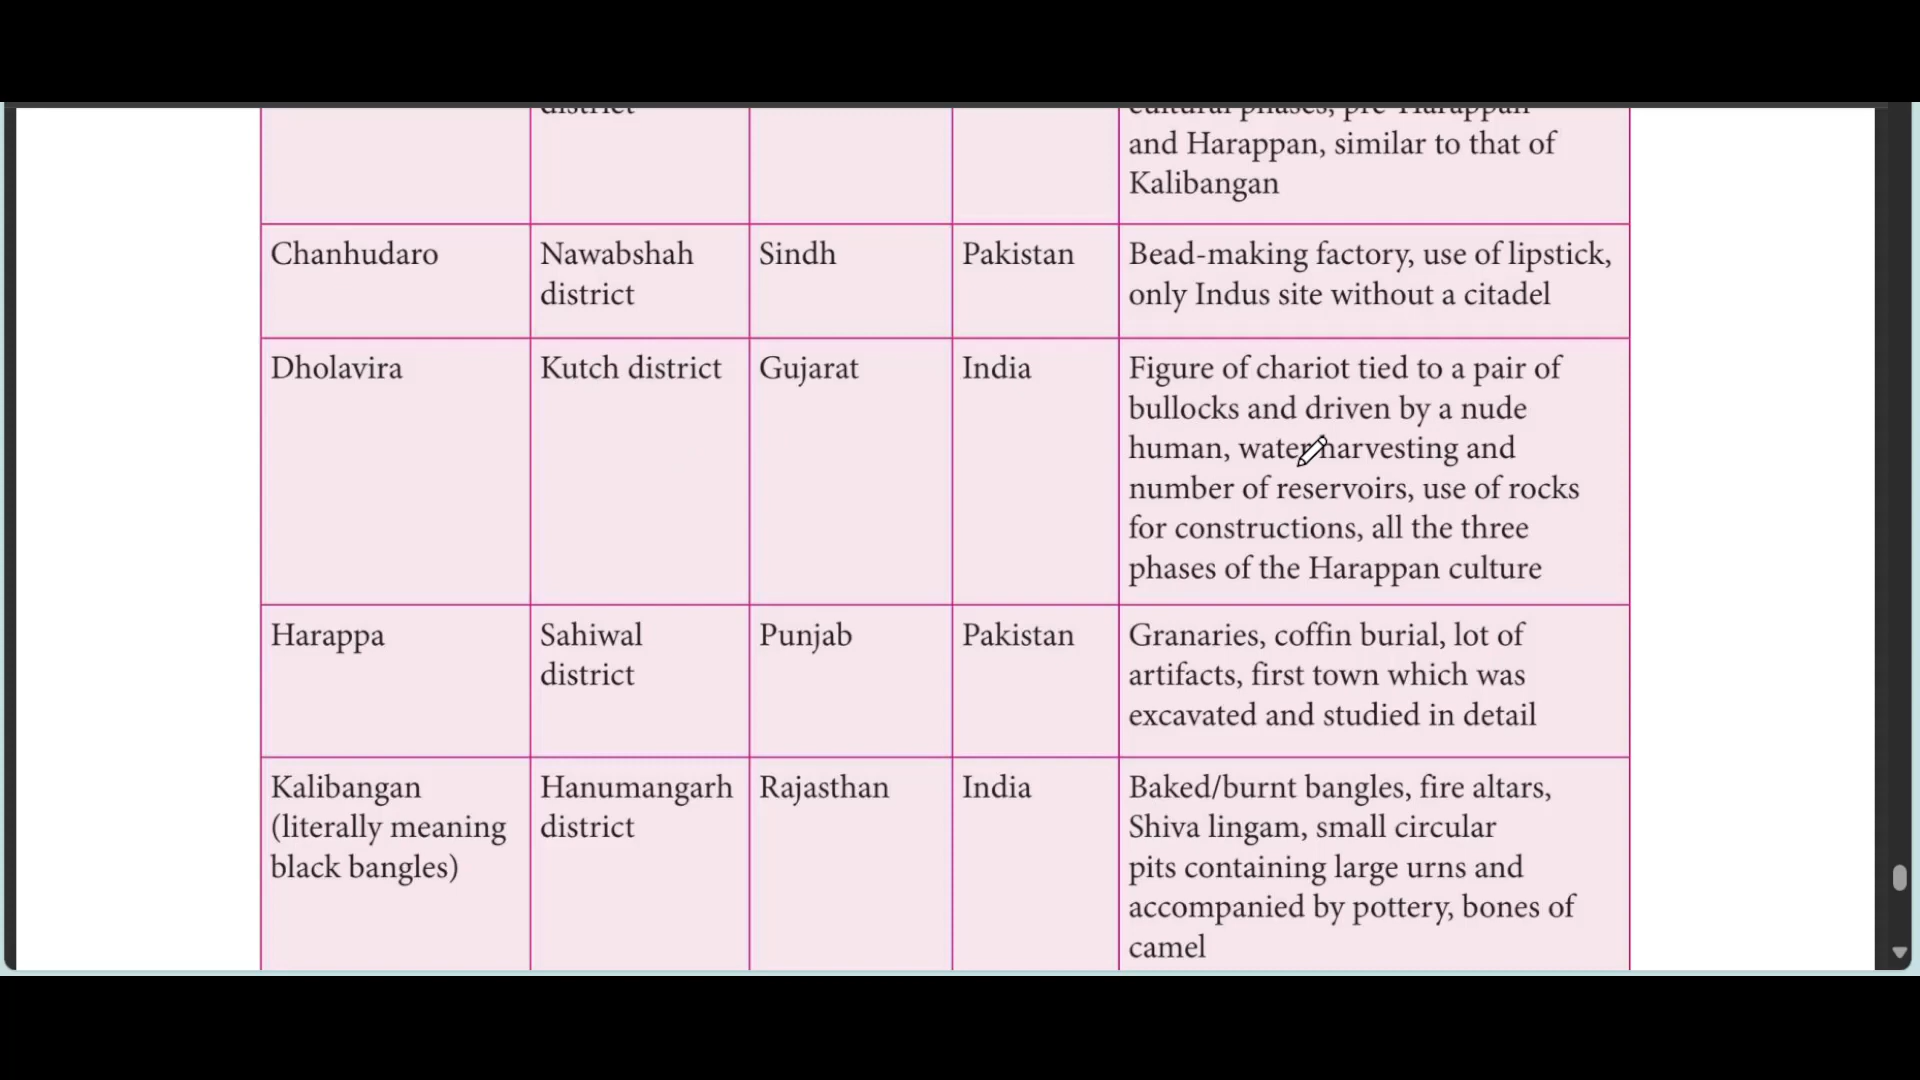 district
cultural phases, pre-Harappan
and Harappan, similar to that of
Kalibangan
Chanhudaro
Nawabshah
district
Sindh
Pakistan
Bead-making factory, use of lipstick,
only Indus site without a citadel
Dholavira
Kutch district
Gujarat
India
Figure of chariot tied to a pair of
bullocks and driven by a nude
human, water harvesting and
number of reservoirs, use of rocks
for constructions, all the three
phases of the Harappan culture
Harappa
Sahiwal
district
Punjab
Pakistan
Granaries, coffin burial, lot of
artifacts, first town which was
excavated and studied in detail
Kalibangan
(literally meaning
black bangles)
Hanumangarh
district
Rajasthan
India
Baked/burnt bangles, fire altars,
Shiva lingam, small circular
pits containing large urns and
accompanied by pottery, bones of
camel